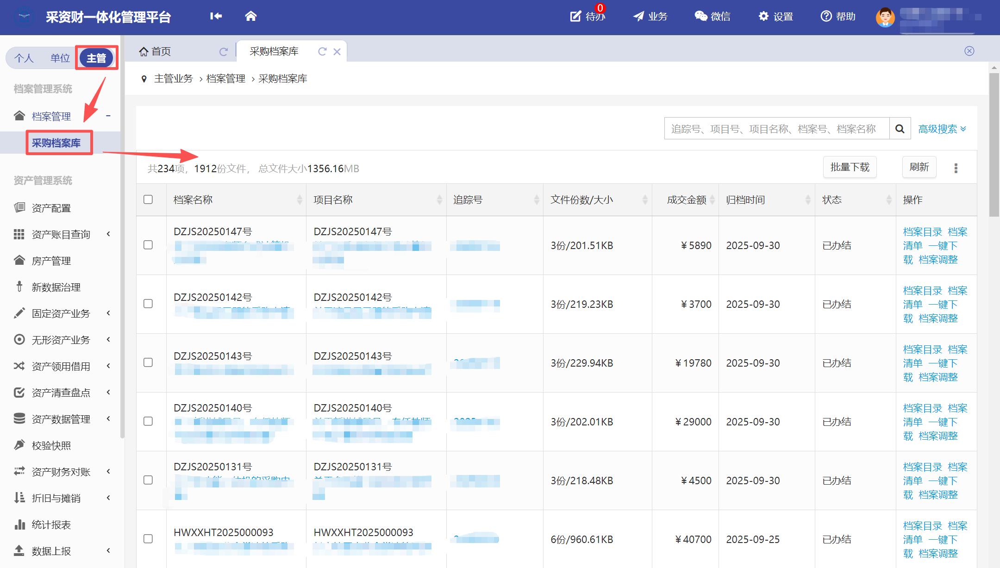 采资财一体化管理平台
待办
0
业务
微信
设置
帮助
个人
单位
主管
首页
采购档案库
主管业务 › 档案管理 › 采购档案库
档案管理系统
档案管理
采购档案库
资产管理系统
资产配置
资产账目查询
房产管理
新数据治理
固定资产业务
无形资产业务
资产领用借用
资产清查盘点
资产数据管理
校验快照
资产财务对账
折旧与摊销
统计报表
数据上报
追踪号、项目号、项目名称、档案号、档案名称
高级搜索
共234项, 1912份文件, 总文件大小1356.16MB
批量下载
刷新
档案名称 项目名称 追踪号 文件份数/大小 成交金额 归档时间 状态 操作
DZJS20250147号 DZJS20250147号 3份/201.51KB ¥5890 2025-09-30 已办结
档案目录 档案
清单 一键下
载 档案调整
DZJS20250142号 DZJS20250142号 3份/219.23KB ¥3700 2025-09-30 已办结
档案目录 档案
清单 一键下
载 档案调整
DZJS20250143号 DZJS20250143号 3份/229.94KB ¥19780 2025-09-30 已办结
档案目录 档案
清单 一键下
载 档案调整
DZJS20250140号 DZJS20250140号 3份/202.01KB ¥29000 2025-09-30 已办结
档案目录 档案
清单 一键下
载 档案调整
DZJS20250131号 DZJS20250131号 3份/218.48KB ¥4500 2025-09-30 已办结
档案目录 档案
清单 一键下
载 档案调整
HWXXHT2025000093 HWXXHT2025000093 6份/960.61KB ¥40700 2025-09-25 已办结
档案目录 档案
清单 一键下
载 档案调整